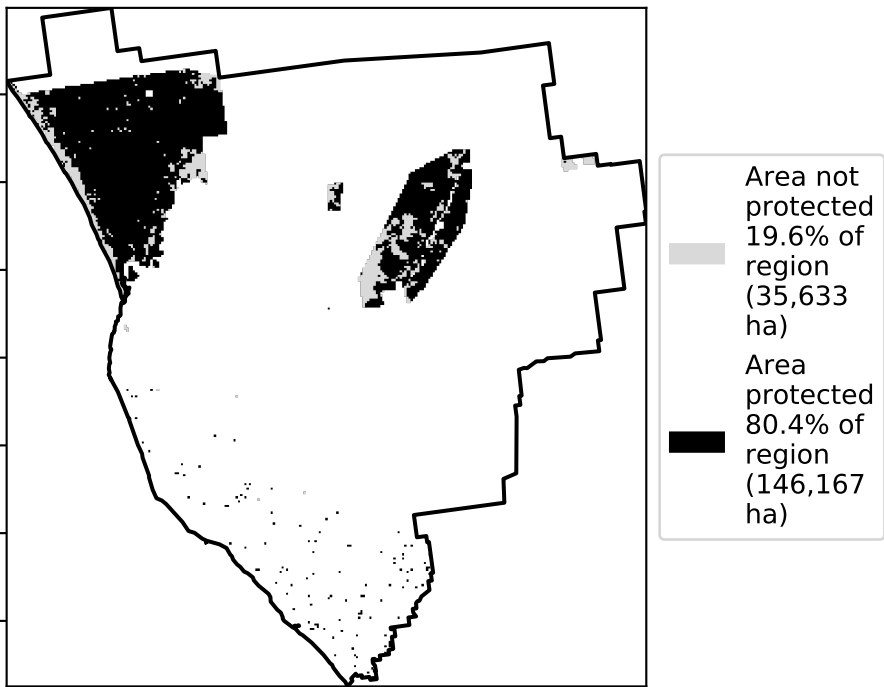 Area not
protected
19.6% of
region
(35,633
ha)
Area
protected
80.4% of
region
(146,167
ha)